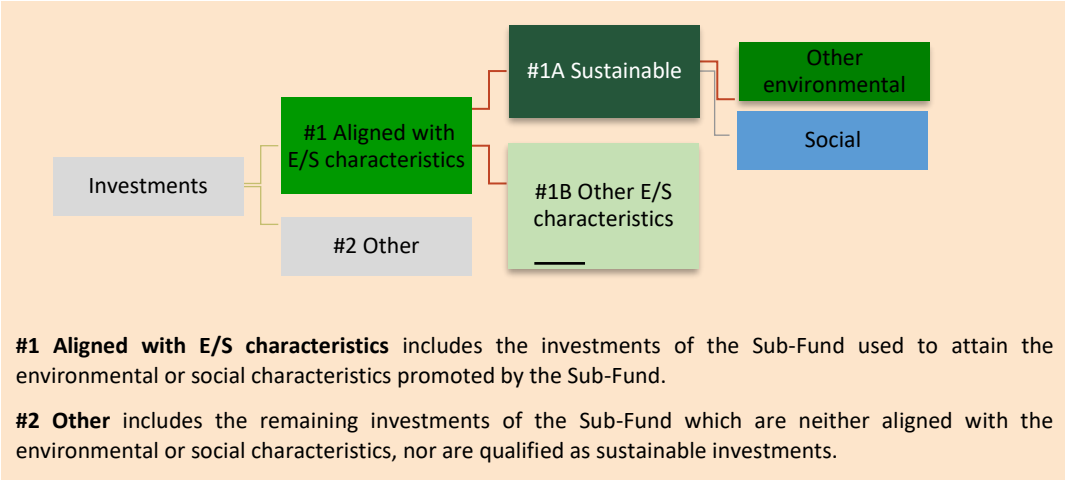 Investments
#1 Aligned with
E/S characteristics
#2 Other
#1A Sustainable
#1B Other E/S
characteristics
Other
environmental
Social
#1 Aligned with E/S characteristics includes the investments of the Sub-Fund used to attain the
environmental or social characteristics promoted by the Sub-Fund.
#2 Other includes the remaining investments of the Sub-Fund which are neither aligned with the
environmental or social characteristics, nor are qualified as sustainable investments.